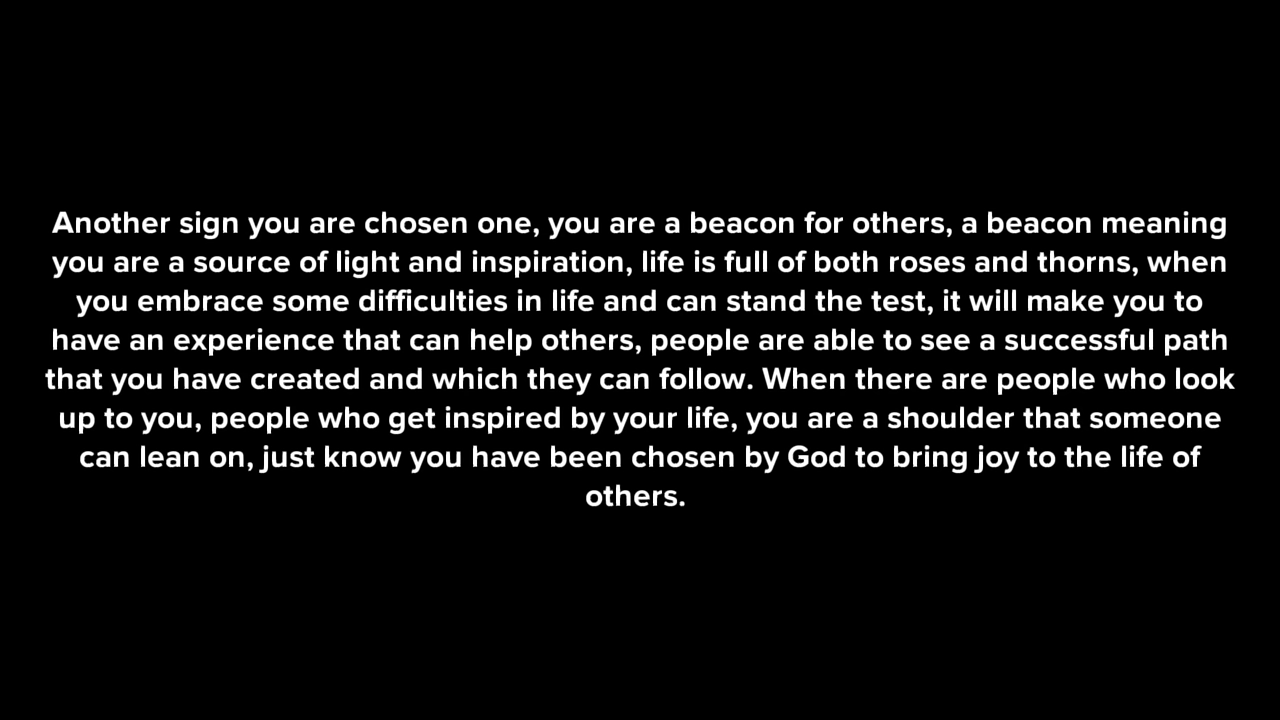 Another sign you are chosen one, you are a beacon for others, a beacon meaning
you are a source of light and inspiration, life is full of both roses and thorns, when
you embrace some difficulties in life and can stand the test, it will make you to
have an experience that can help others, people are able to see a successful path
that you have created and which they can follow. When there are people who look
up to you, people who get inspired by your life, you are a shoulder that someone
can lean on, just know you have been chosen by God to bring joy to the life of
others.